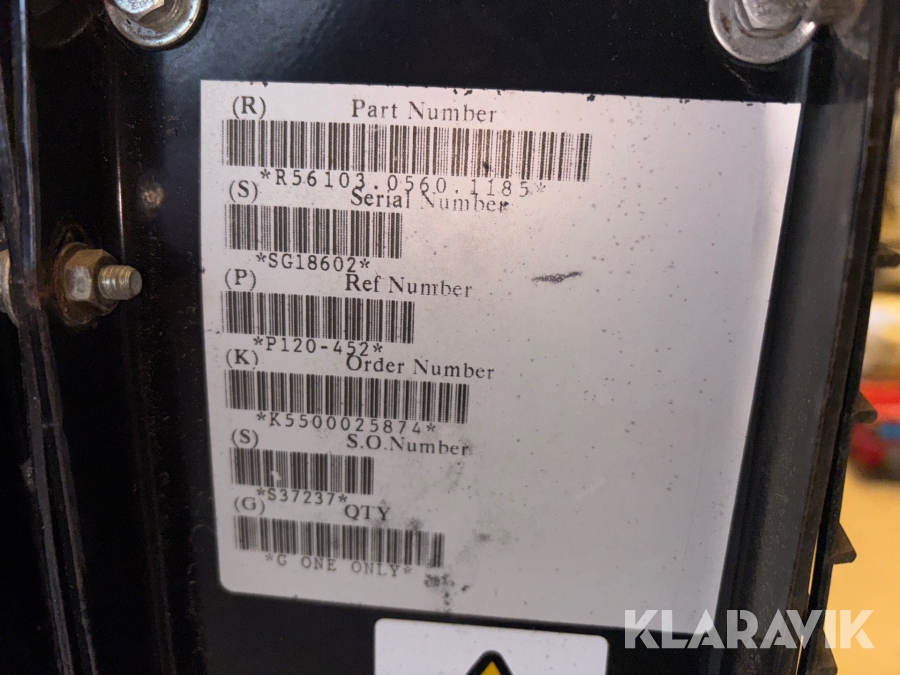 (R) Part Number
*R56103.0560.1185*
(S) Serial Number
*SG18602*
(P) Ref Number
*P120-452*
(K) Order Number
*K5500025874*
(S) S.O.Number
*S37237*
(G) QTY
*G ONE ONLY*
KLARAVIK